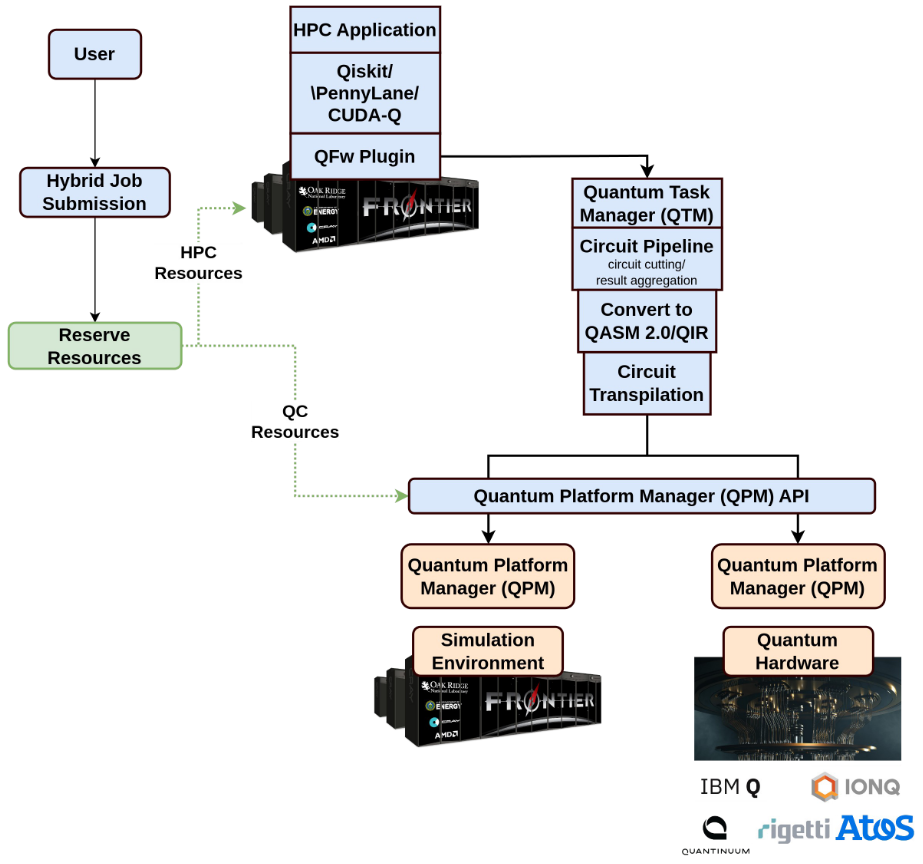 User
Hybrid Job
Submission
Reserve
Resources
HPC
Resources
QC
Resources
HPC Application
Qiskit/
\PennyLane/
CUDA-Q
QFw Plugin
OAK RIDGE
National Laboratory
ENERGY
AMD
FRONTIER
Quantum Task
Manager (QTM)
Circuit Pipeline
circuit cutting/
result aggregation
Convert to
QASM 2.0/QIR
Circuit
Transpilation
Quantum Platform Manager (QPM) API
Quantum Platform
Manager (QPM)
Quantum Platform
Manager (QPM)
Simulation
Environment
OAK RIDGE
National Laboratory
ENERGY
AMD
FRONTIER
Quantum
Hardware
IBM Q
IONQ
QUANTINUUM
rigetti
Atos